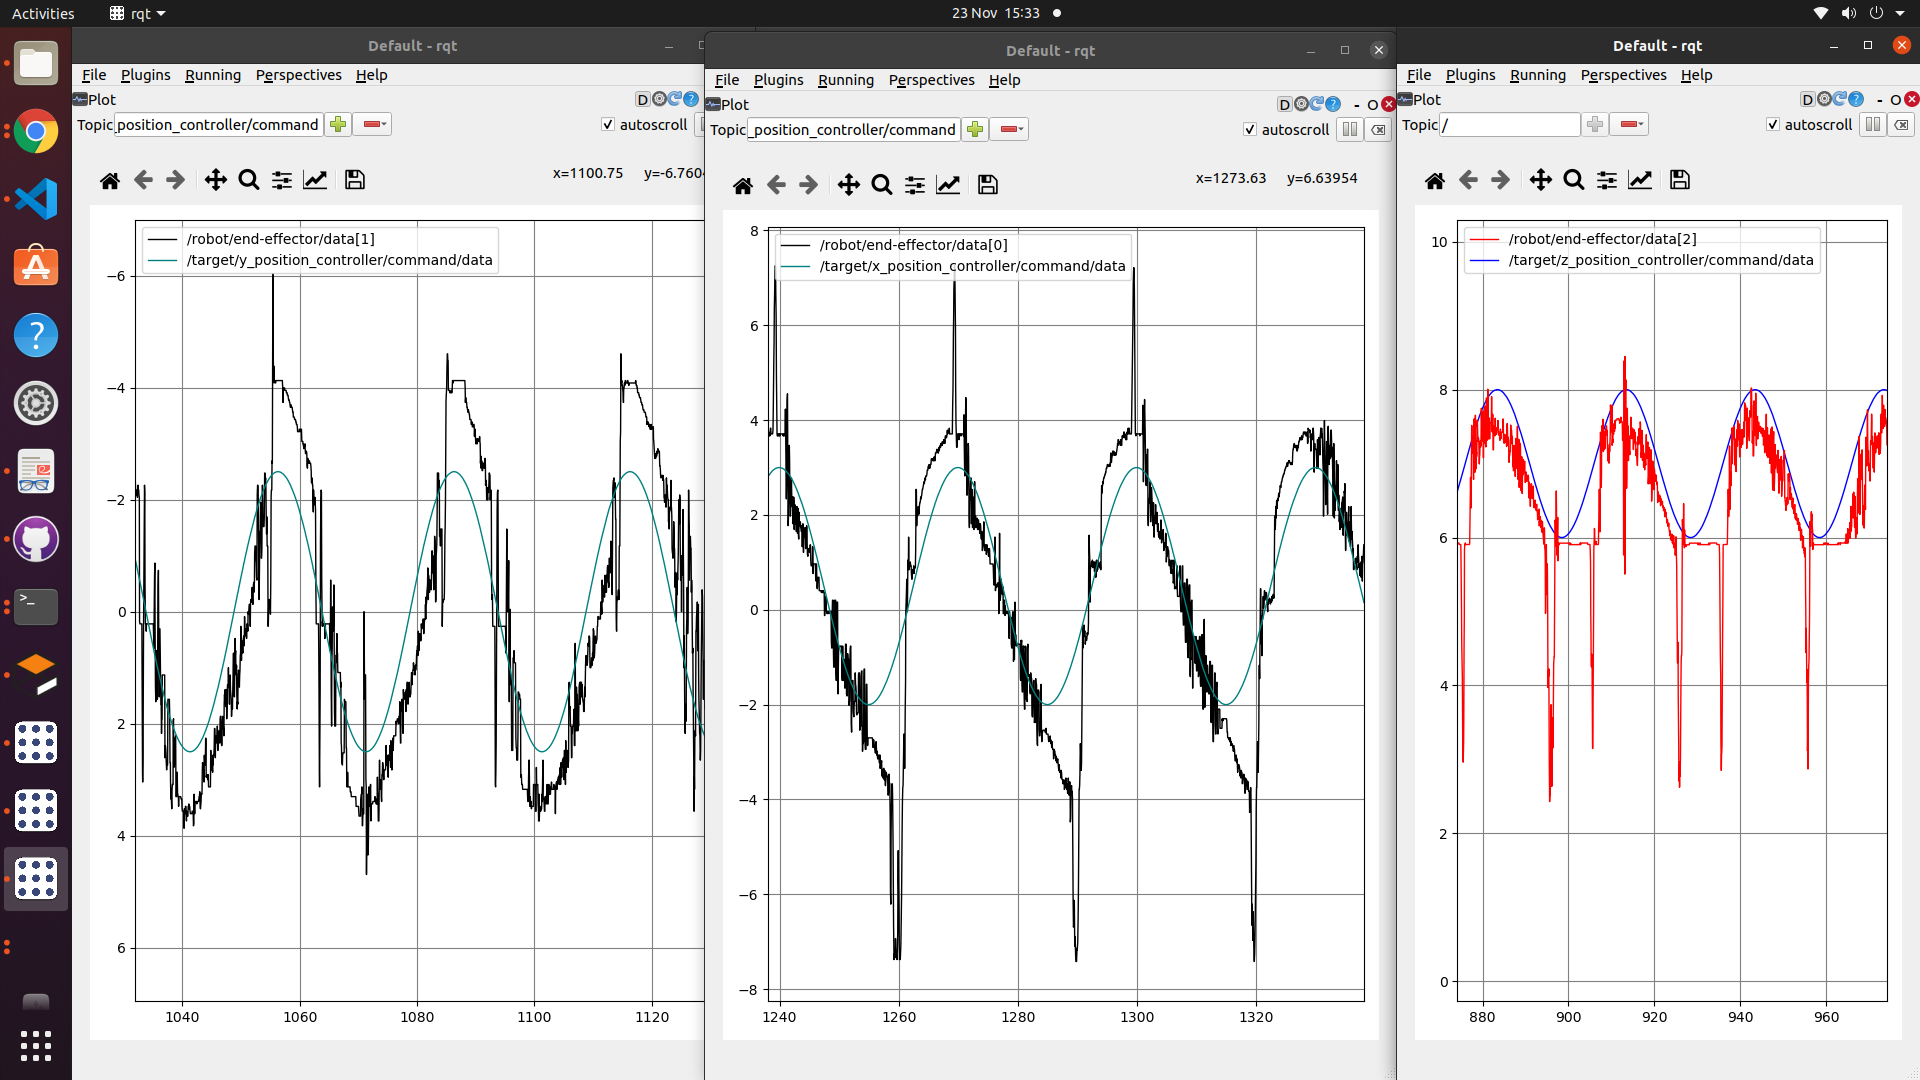 Activities rqt 23 Nov 15:33
Default - rqt
File Plugins Running Perspectives Help
Plot D
Topic _position_controller/command autoscroll
x=1100.75 y=-6.760
/robot/end-effector/data[1]
/target/y_position_controller/command/data
−6
−4
−2
0
2
4
6
1040 1060 1080 1100 1120
Default - rqt
File Plugins Running Perspectives Help
Plot D - O
Topic _position_controller/command autoscroll
x=1273.63 y=6.63954
/robot/end-effector/data[0]
/target/x_position_controller/command/data
8
6
4
2
0
−2
−4
−6
−8
1240 1260 1280 1300 1320
Default - rqt
File Plugins Running Perspectives Help
Plot D - O
Topic / autoscroll
/robot/end-effector/data[2]
/target/z_position_controller/command/data
10
8
6
4
2
0
880 900 920 940 960